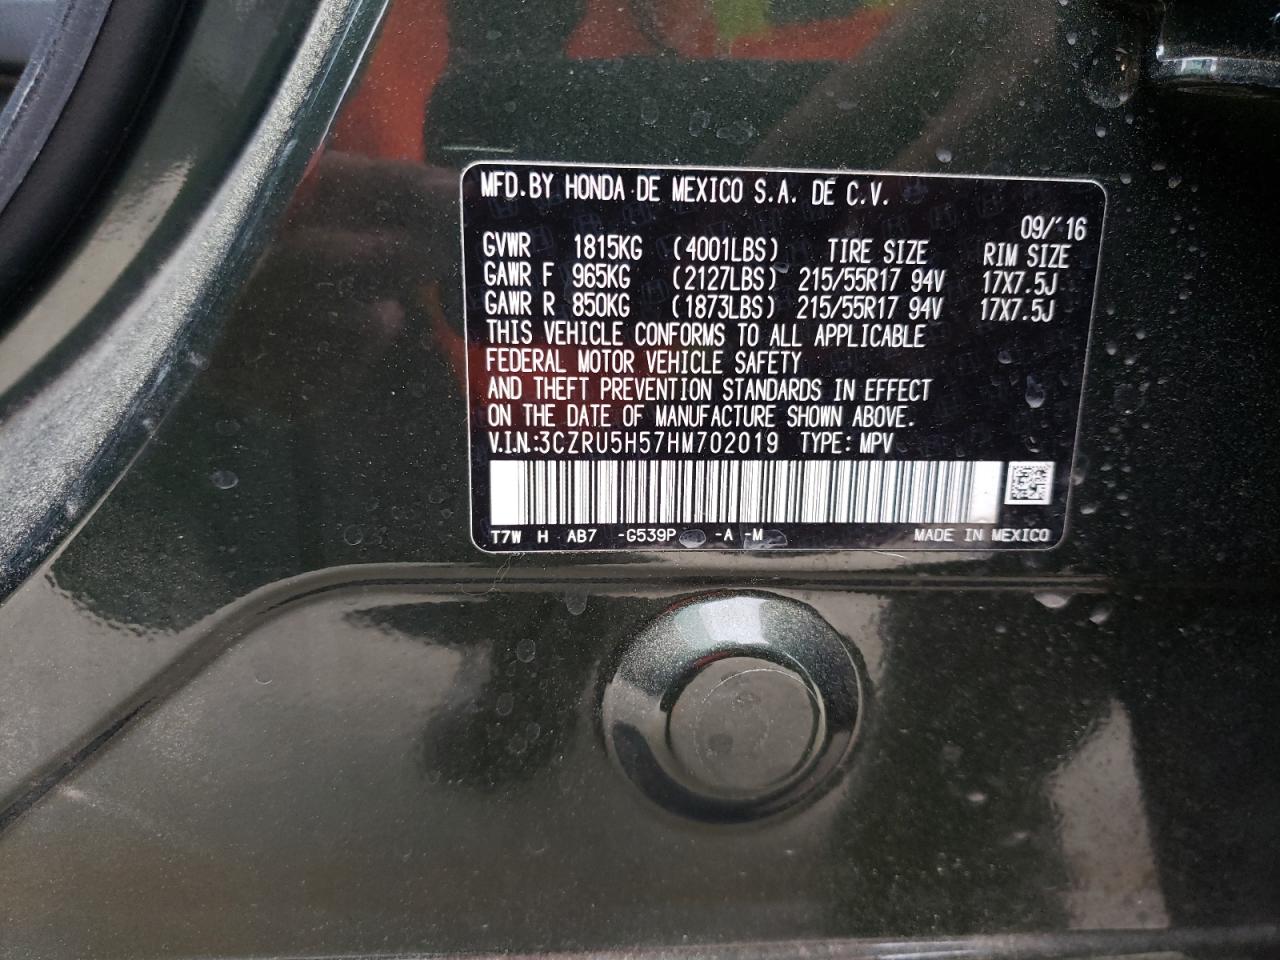 MFD.BY HONDA DE MEXICO S.A. DE C.V.
09/'16
GVWR 1815KG (4001LBS) TIRE SIZE RIM SIZE
GAWR F 965KG (2127LBS) 215/55R17 94V 17X7.5J
GAWR R 850KG (1873LBS) 215/55R17 94V 17X7.5J
THIS VEHICLE CONFORMS TO ALL APPLICABLE
FEDERAL MOTOR VEHICLE SAFETY
AND THEFT PREVENTION STANDARDS IN EFFECT
ON THE DATE OF MANUFACTURE SHOWN ABOVE.
V.I.N.:3CZRU5H57HM702019 TYPE: MPV
T7W H AB7 -G539P -A -M MADE IN MEXICO